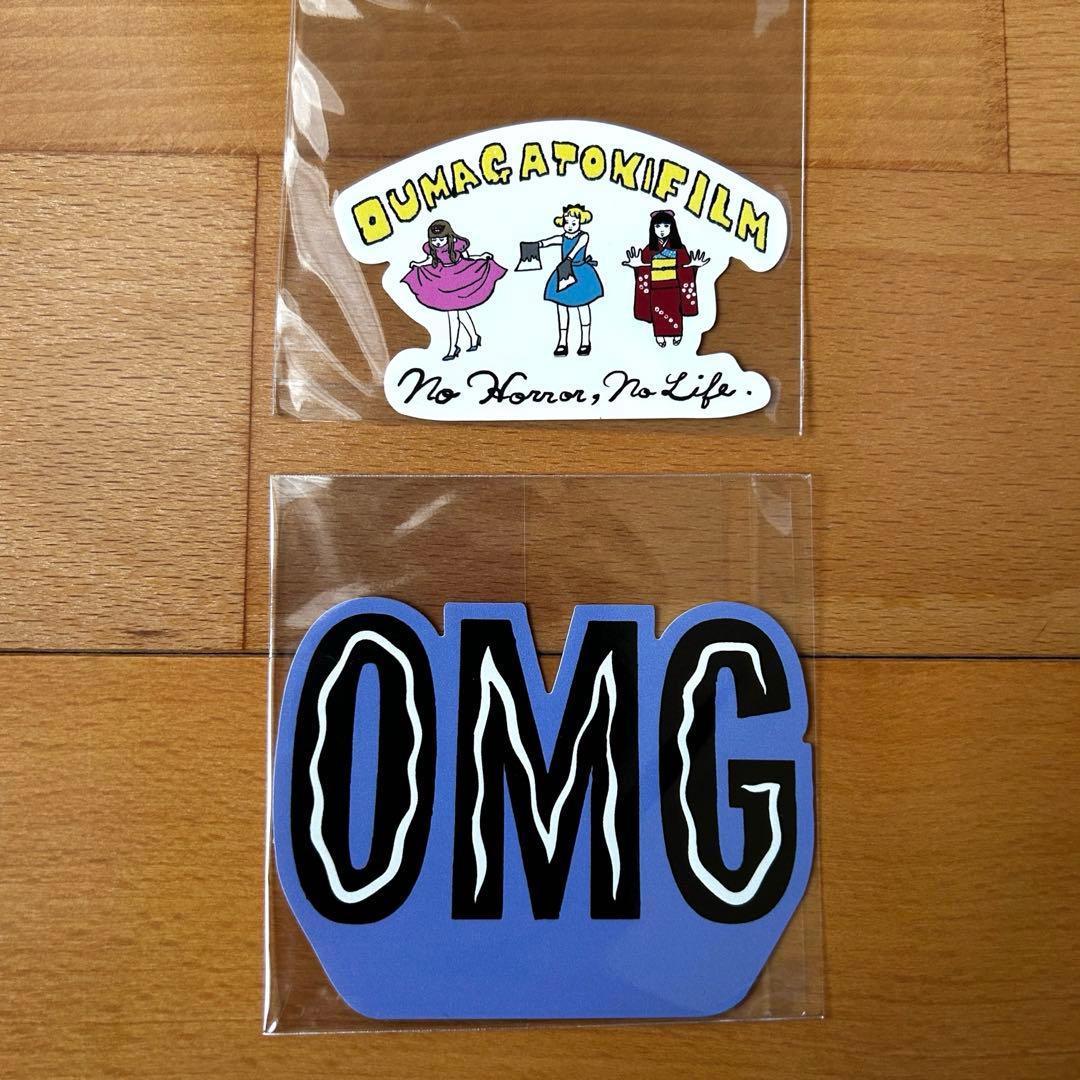 OUMAGATOKIFILM
No Horror, No Life.
OMG